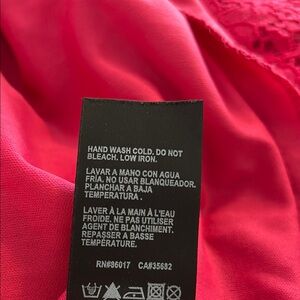 HAND WASH COLD. DO NOT
BLEACH. LOW IRON.
LAVAR A MANO CON AGUA
FRÍA. NO USAR BLANQUEADOR.
PLANCHAR A BAJA
TEMPERATURA.
LAVER À LA MAIN À L'EAU
FROIDE. NE PAS UTILISER
AGENT DE BLANCHIMENT.
REPASSER A BASSE
TEMPÉRATURE.
RN#86017 CA#35682